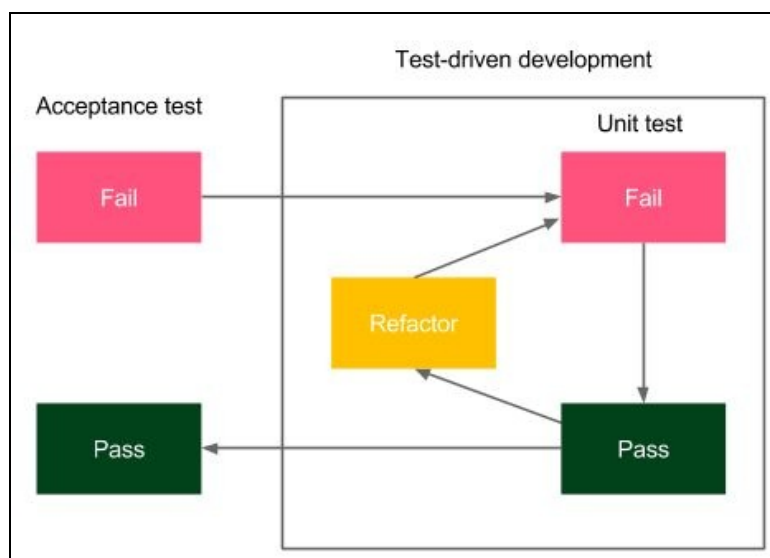 Test-driven development
Acceptance test
Unit test
Fail
Fail
Refactor
Pass
Pass